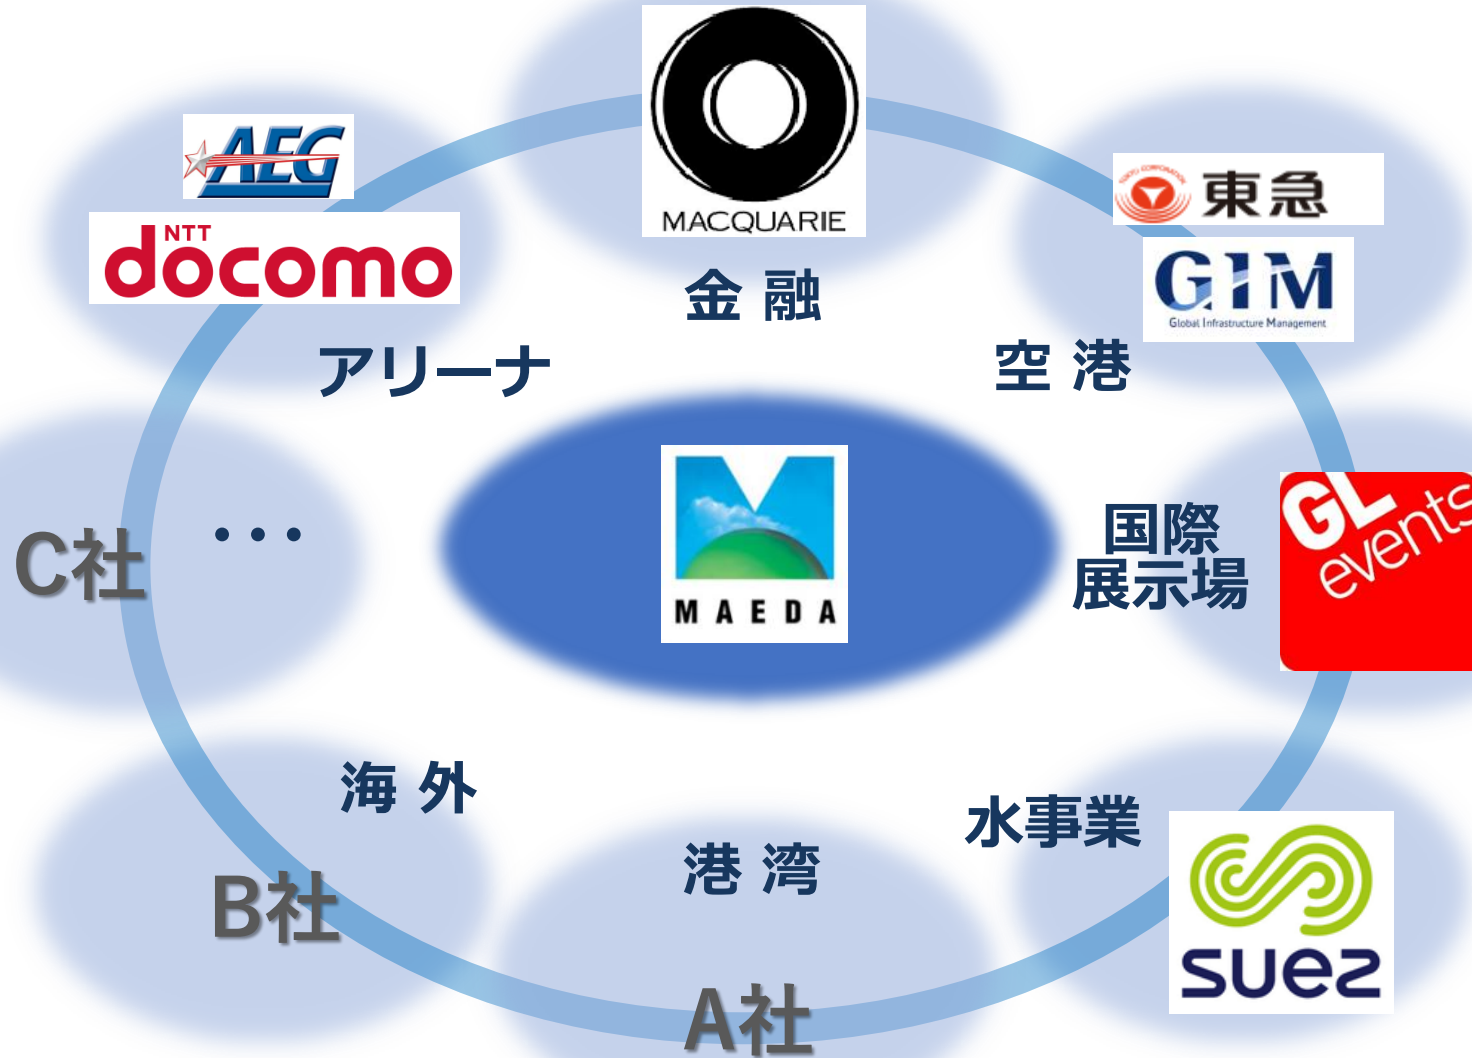 MACQUARIE
金融
AEG
NTT
docomo
アリーナ
TOKYU CORPORATION
東急
GIM
Global Infrastructure Management
空港
MAEDA
国際
展示場
GL
events
C社
・・・
海外
B社
港湾
A社
水事業
suez